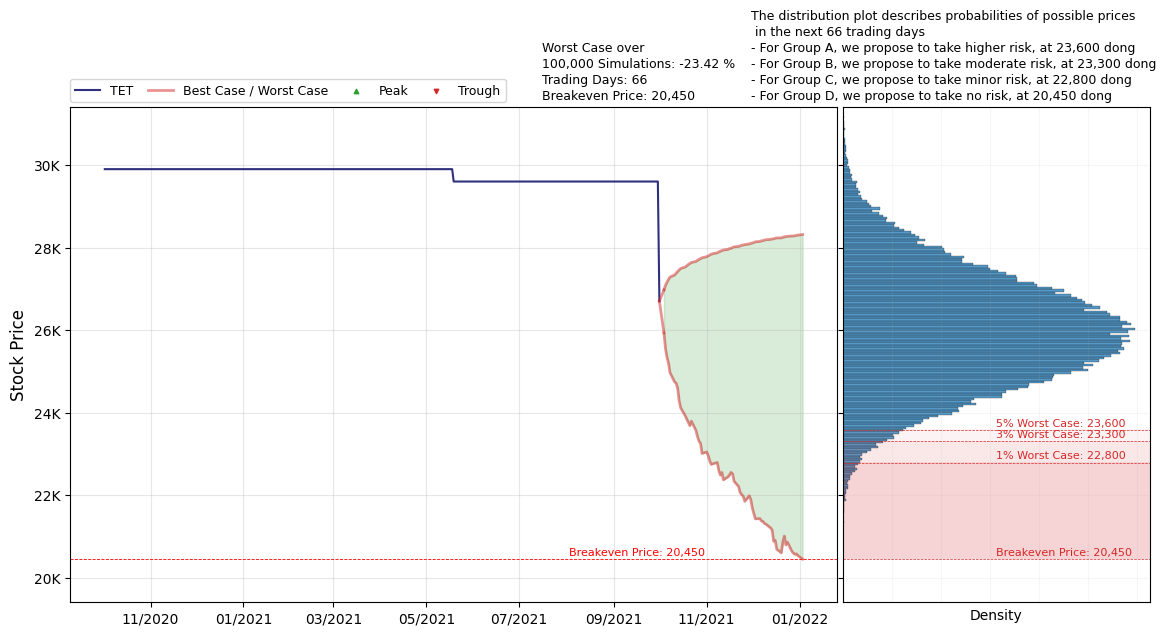 The distribution plot describes probabilities of possible prices
in the next 66 trading days
- For Group A, we propose to take higher risk, at 23,600 dong
- For Group B, we propose to take moderate risk, at 23,300 dong
- For Group C, we propose to take minor risk, at 22,800 dong
- For Group D, we propose to take no risk, at 20,450 dong
Worst Case over
100,000 Simulations: -23.42 %
Trading Days: 66
Breakeven Price: 20,450
TET
Best Case / Worst Case
Peak
Trough
Stock Price
30K
28K
26K
24K
22K
20K
Breakeven Price: 20,450
11/2020
01/2021
03/2021
05/2021
07/2021
09/2021
11/2021
01/2022
5% Worst Case: 23,600
3% Worst Case: 23,300
1% Worst Case: 22,800
Breakeven Price: 20,450
Density